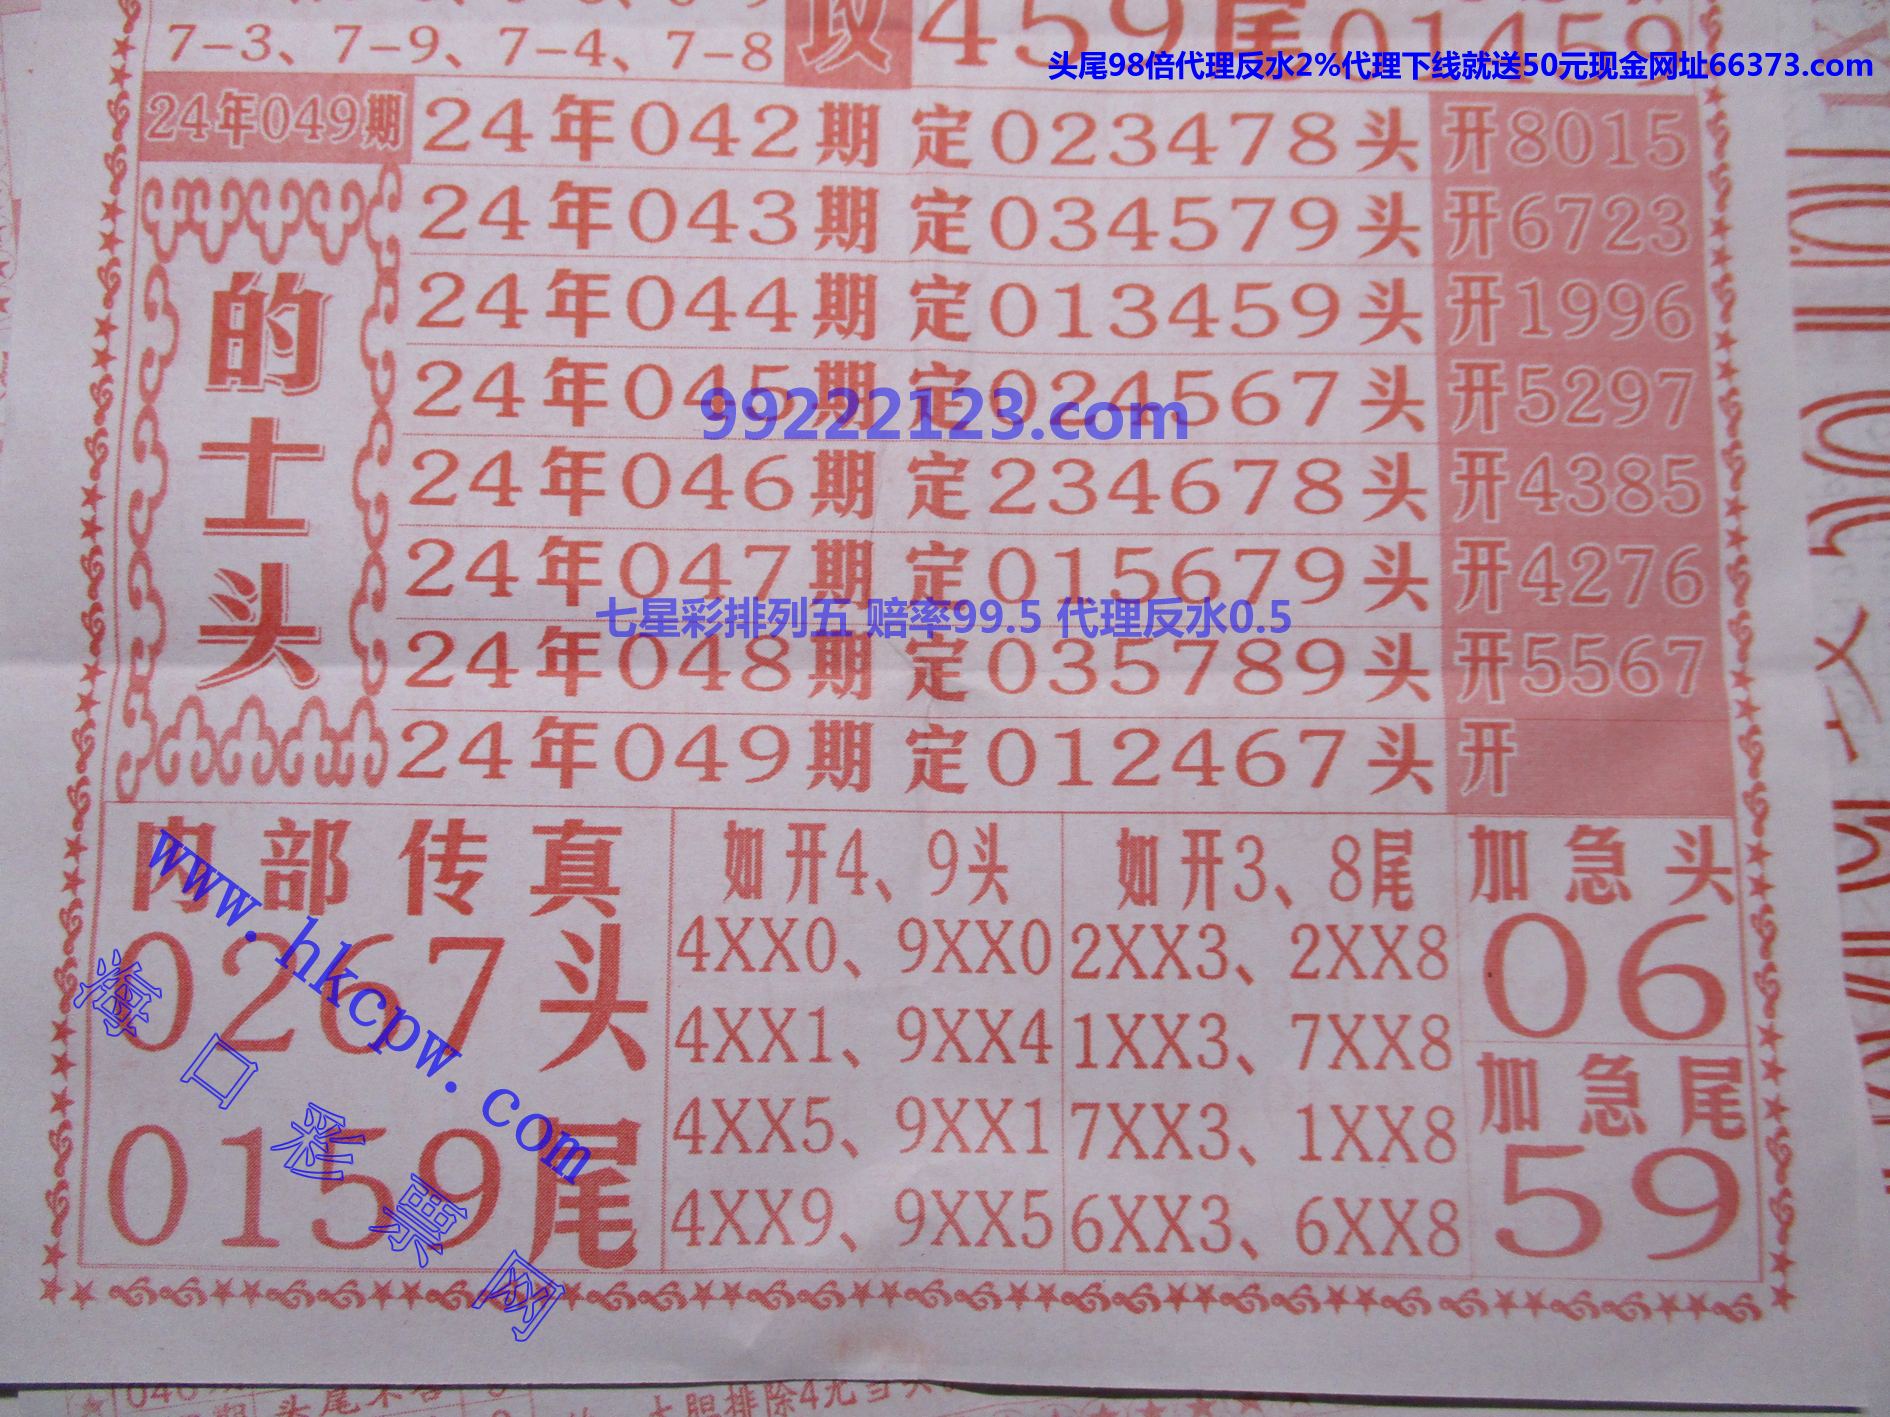 7-3、7-9、7-4、7-8
攻
459尾01459
头尾98倍代理反水2%代理下线就送50元现金网址66373.com
24年049期
的士头
24年042期 定023478头 开8015
24年043期 定034579头 开6723
24年044期 定013459头 开1996
24年045期 定024567头 开5297
99222123.com
24年046期 定234678头 开4385
24年047期 定015679头 开4276
七星彩排列五 赔率99.5 代理反水0.5
24年048期 定035789头 开5567
24年049期 定012467头 开
内部传真
0267头
0159尾
www.hkcpw.com
海口彩票网
如开4、9头
4XX0、9XX0
4XX1、9XX4
4XX5、9XX1
4XX9、9XX5
如开3、8尾
2XX3、2XX8
1XX3、7XX8
7XX3、1XX8
6XX3、6XX8
加急头
06
加急尾
59